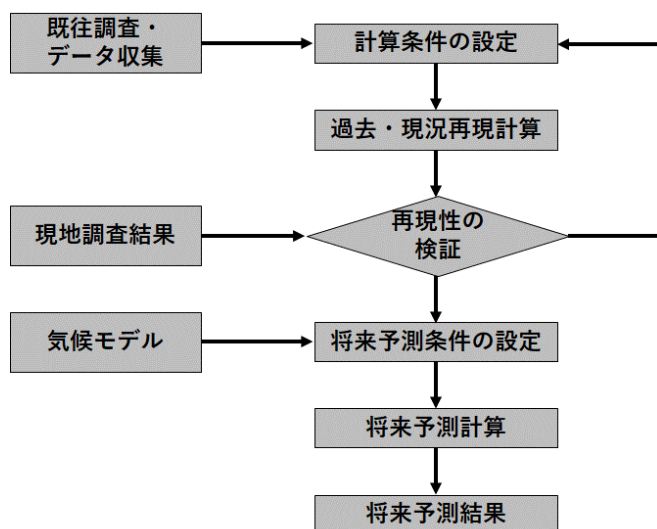 既往調査・
データ収集
計算条件の設定
過去・現況再現計算
現地調査結果
再現性の
検証
気候モデル
将来予測条件の設定
将来予測計算
将来予測結果